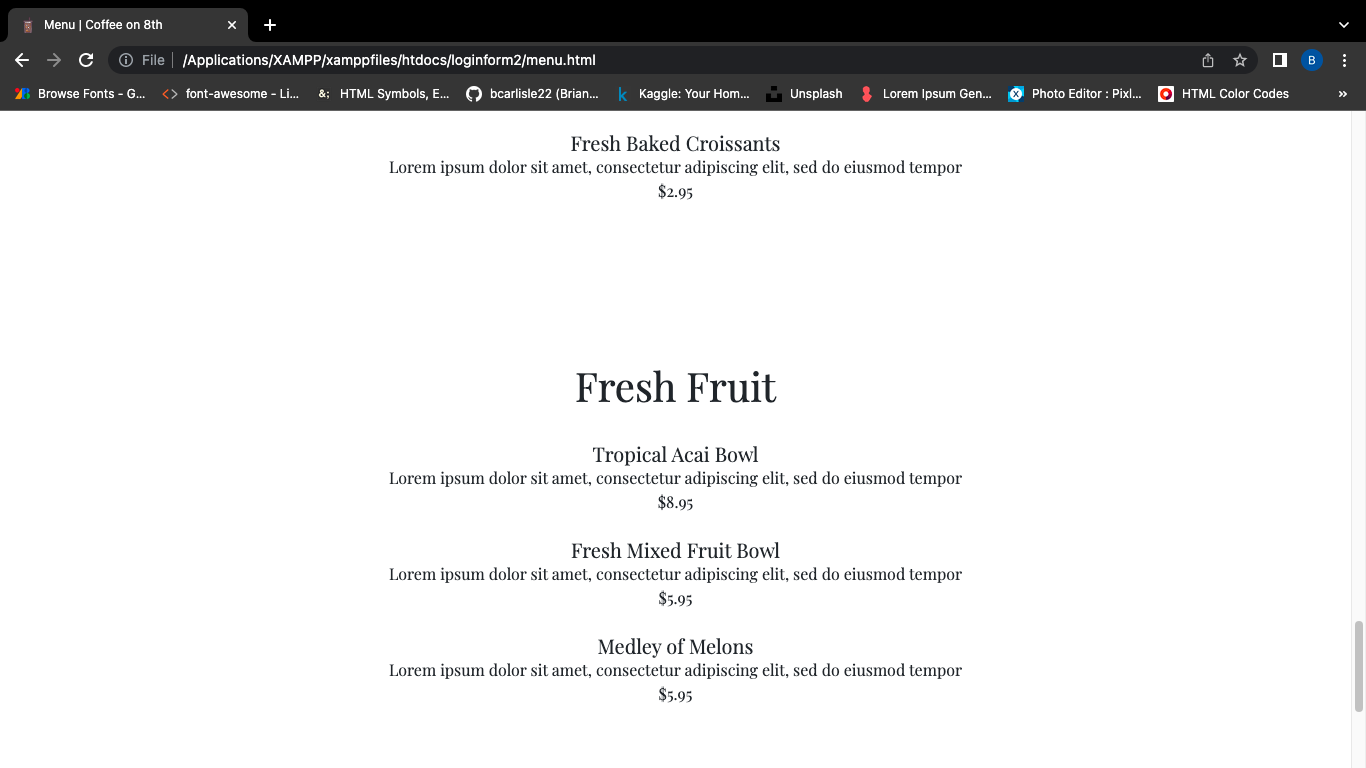 Menu | Coffee on 8th
File /Applications/XAMPP/xamppfiles/htdocs/loginform2/menu.html
B
Browse Fonts - G... font-awesome - Li... &; HTML Symbols, E... bcarlisle22 (Brian... k Kaggle: Your Hom... Unsplash Lorem Ipsum Gen... Photo Editor : Pixl... HTML Color Codes »
Fresh Baked Croissants
Lorem ipsum dolor sit amet, consectetur adipiscing elit, sed do eiusmod tempor
$2.95
Fresh Fruit
Tropical Acai Bowl
Lorem ipsum dolor sit amet, consectetur adipiscing elit, sed do eiusmod tempor
$8.95
Fresh Mixed Fruit Bowl
Lorem ipsum dolor sit amet, consectetur adipiscing elit, sed do eiusmod tempor
$5.95
Medley of Melons
Lorem ipsum dolor sit amet, consectetur adipiscing elit, sed do eiusmod tempor
$5.95